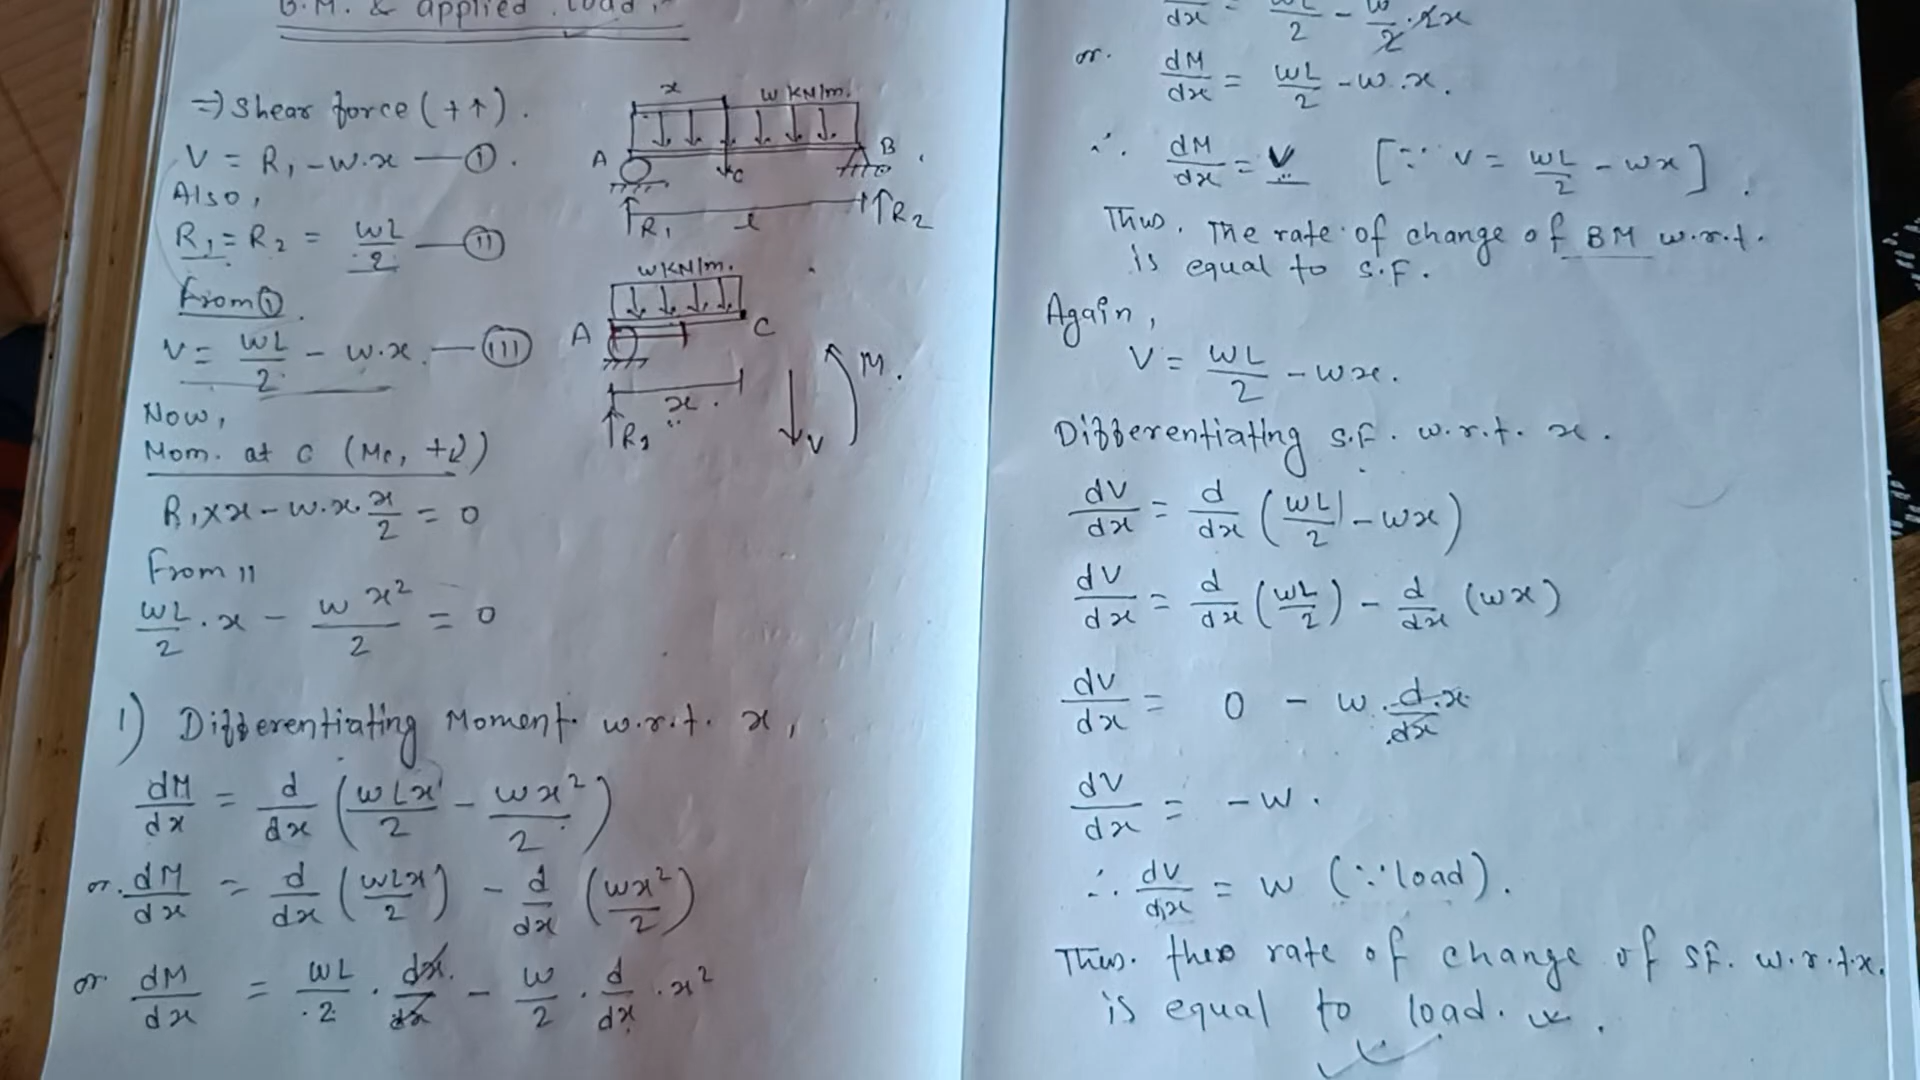 B.M. & applied load.
⇒ Shear force (+↑).
V = R₁ - w.x — ①.
Also,
R₁ = R₂ = wL/2 — ⑪
From ①.
V = wL/2 - w.x. — ⑪⑪
Now,
Mom. at C (Mc, +↻)
R₁×x - w.x.x/2 = 0
From 11
wL/2 . x - w x²/2 = 0
1) Differentiating Moment. w.r.t. x,
dM/dx = d/dx (wLx/2 - wx²/2)
or. dM/dx = d/dx (wLx/2) - d/dx (wx²/2)
or dM/dx = wL/2 . dx/dx - w/2 . d/dx . x²
x
w KN/m.
A
B
C
R₁
l
R₂
w KN/m.
A
C
x
M.
V
dx = 2 - w/2 . 2x
or. dM/dx = wL/2 - w.x.
∴ dM/dx = V [∵ V = wL/2 - wx].
Thus. The rate of change of BM w.r.t.
is equal to S.F.
Again,
V = wL/2 - wx.
Differentiating S.F. w.r.t. x.
dV/dx = d/dx (wL/2 - wx)
dV/dx = d/dx (wL/2) - d/dx (wx)
dV/dx = 0 - w.d.x/dx
dV/dx = -w.
∴ dV/dx = w (∵ load).
Thus. the rate of change of SF. w.r.t x.
is equal to load.